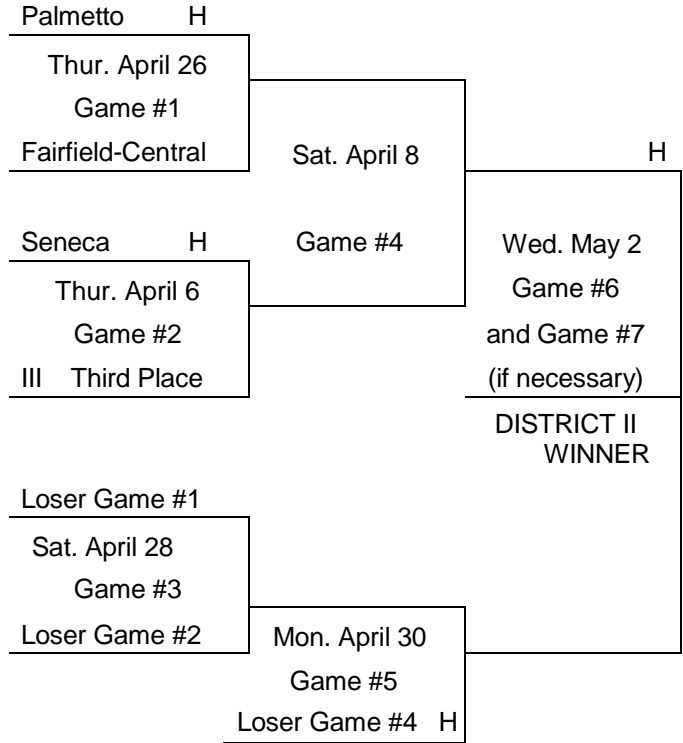 Palmetto H
Thur. April 26
Game #1
Fairfield-Central
Sat. April 8
H
Seneca H
Game #4
Wed. May 2
Thur. April 6
Game #6
Game #2
and Game #7
III Third Place
(if necessary)
DISTRICT II
WINNER
Loser Game #1
Sat. April 28
Game #3
Loser Game #2
Mon. April 30
Game #5
Loser Game #4 H